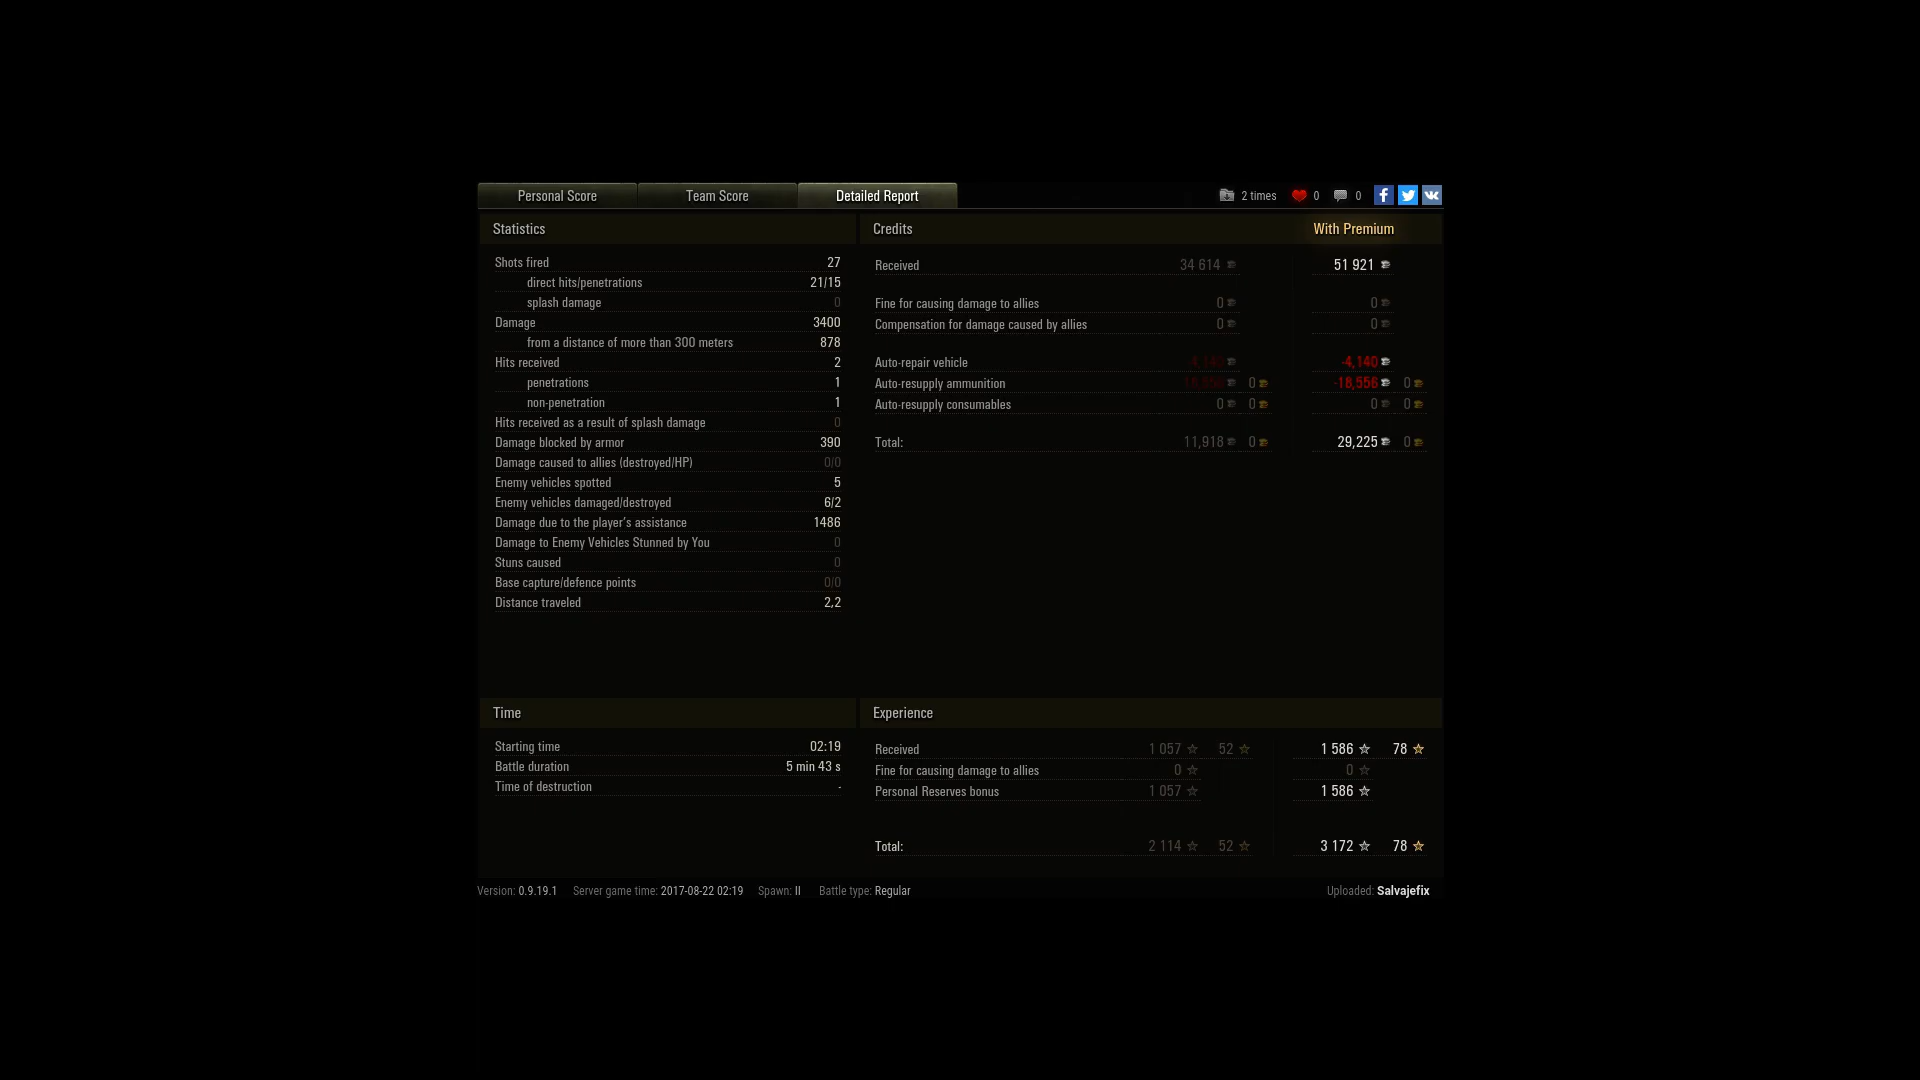 Personal Score Team Score Detailed Report 2 times 0 0
Statistics
Shots fired 27
direct hits/penetrations 21/15
splash damage 0
Damage 3400
from a distance of more than 300 meters 878
Hits received 2
penetrations 1
non-penetration 1
Hits received as a result of splash damage 0
Damage blocked by armor 390
Damage caused to allies (destroyed/HP) 0/0
Enemy vehicles spotted 5
Enemy vehicles damaged/destroyed 6/2
Damage due to the player's assistance 1486
Damage to Enemy Vehicles Stunned by You 0
Stuns caused 0
Base capture/defence points 0/0
Distance traveled 2,2
Credits With Premium
Received 34 614 51 921
Fine for causing damage to allies 0 0
Compensation for damage caused by allies 0 0
Auto-repair vehicle -4,140
Auto-resupply ammunition 0 -18,556 0
Auto-resupply consumables 0 0 0 0
Total: 11,918 0 29,225 0
Time
Starting time 02:19
Battle duration 5 min 43 s
Time of destruction -
Experience
Received 1 057 52 1 586 78
Fine for causing damage to allies 0 0
Personal Reserves bonus 1 057 1 586
Total: 2 114 52 3 172 78
Version: 0.9.19.1 Server game time: 2017-08-22 02:19 Spawn: II Battle type: Regular Uploaded: Salvajefix